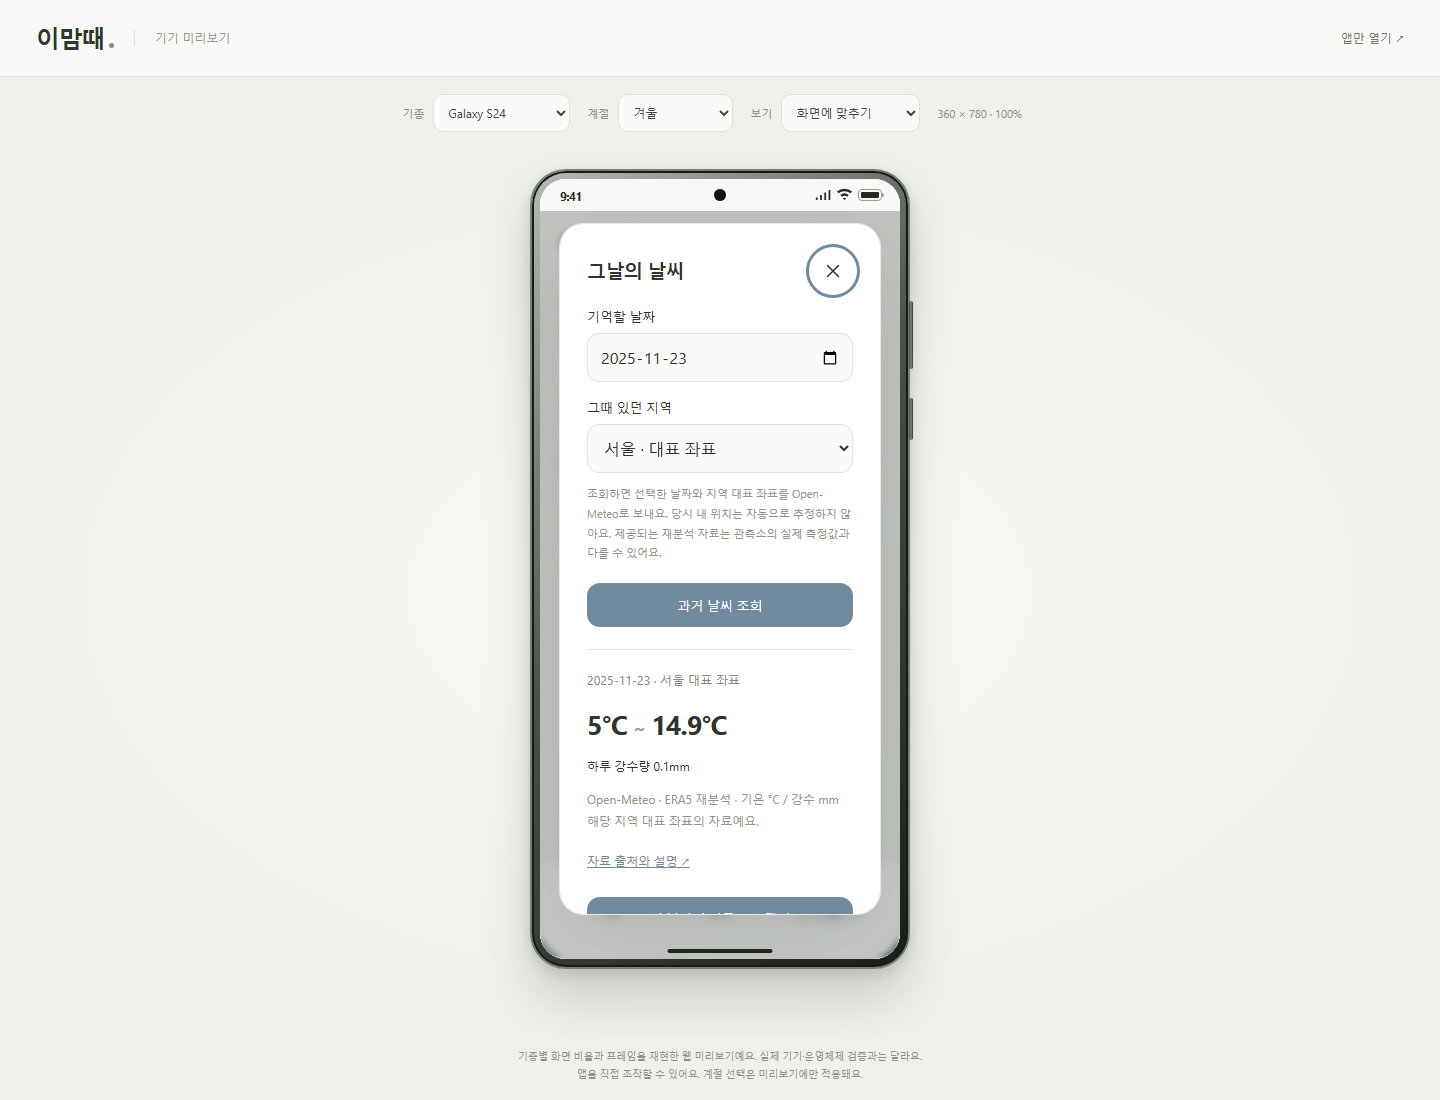 이맘때.
기기 미리보기
앱만 열기 ↗
기종 Galaxy S24 계절 겨울 보기 화면에 맞추기 360 × 780 · 100%
9:41
그날의 날씨
기억할 날짜
2025-11-23
그때 있던 지역
서울 · 대표 좌표
조회하면 선택한 날짜와 지역 대표 좌표를 Open-
Meteo로 보내요. 당시 내 위치는 자동으로 추정하지 않
아요. 제공되는 재분석 자료는 관측소의 실제 측정값과
다를 수 있어요.
과거 날씨 조회
2025-11-23 · 서울 대표 좌표
5°C ~ 14.9°C
하루 강수량 0.1mm
Open-Meteo · ERA5 재분석 · 기온 °C / 강수 mm
해당 지역 대표 좌표의 자료예요.
자료 출처와 설명 ↗
기종별 화면 비율과 프레임을 재현한 웹 미리보기예요. 실제 기기·운영체제 검증과는 달라요.
앱을 직접 조작할 수 있어요. 계절 선택은 미리보기에만 적용돼요.